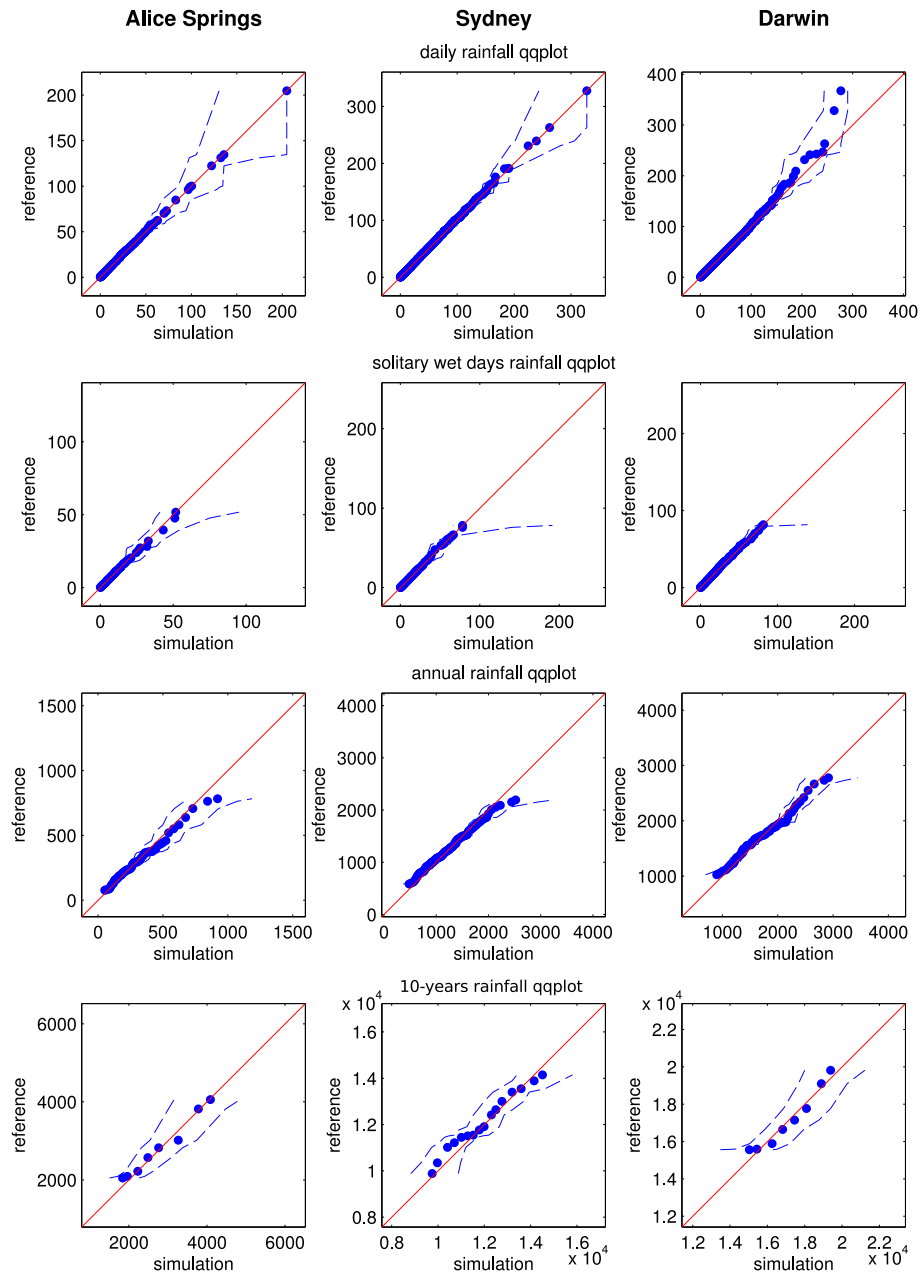 Alice Springs Sydney Darwin
daily rainfall qqplot
reference
200
150
100
50
0
0 50 100 150 200
simulation
reference
300
200
100
0
0 100 200 300
simulation
reference
400
300
200
100
0
0 100 200 300 400
simulation
solitary wet days rainfall qqplot
reference
100
50
0
0 50 100
simulation
reference
200
100
0
0 100 200
simulation
reference
200
100
0
0 100 200
simulation
annual rainfall qqplot
reference
1500
1000
500
0
0 500 1000 1500
simulation
reference
4000
3000
2000
1000
0
0 1000 2000 3000 4000
simulation
reference
4000
3000
2000
1000
1000 2000 3000 4000
simulation
10-years rainfall qqplot
reference
6000
4000
2000
2000 4000 6000
simulation
x 10^4
reference
1.6
1.4
1.2
1
0.8
0.8 1 1.2 1.4 1.6
simulation x 10^4
x 10^4
reference
2.2
2
1.8
1.6
1.4
1.2
1.2 1.4 1.6 1.8 2 2.2
simulation x 10^4